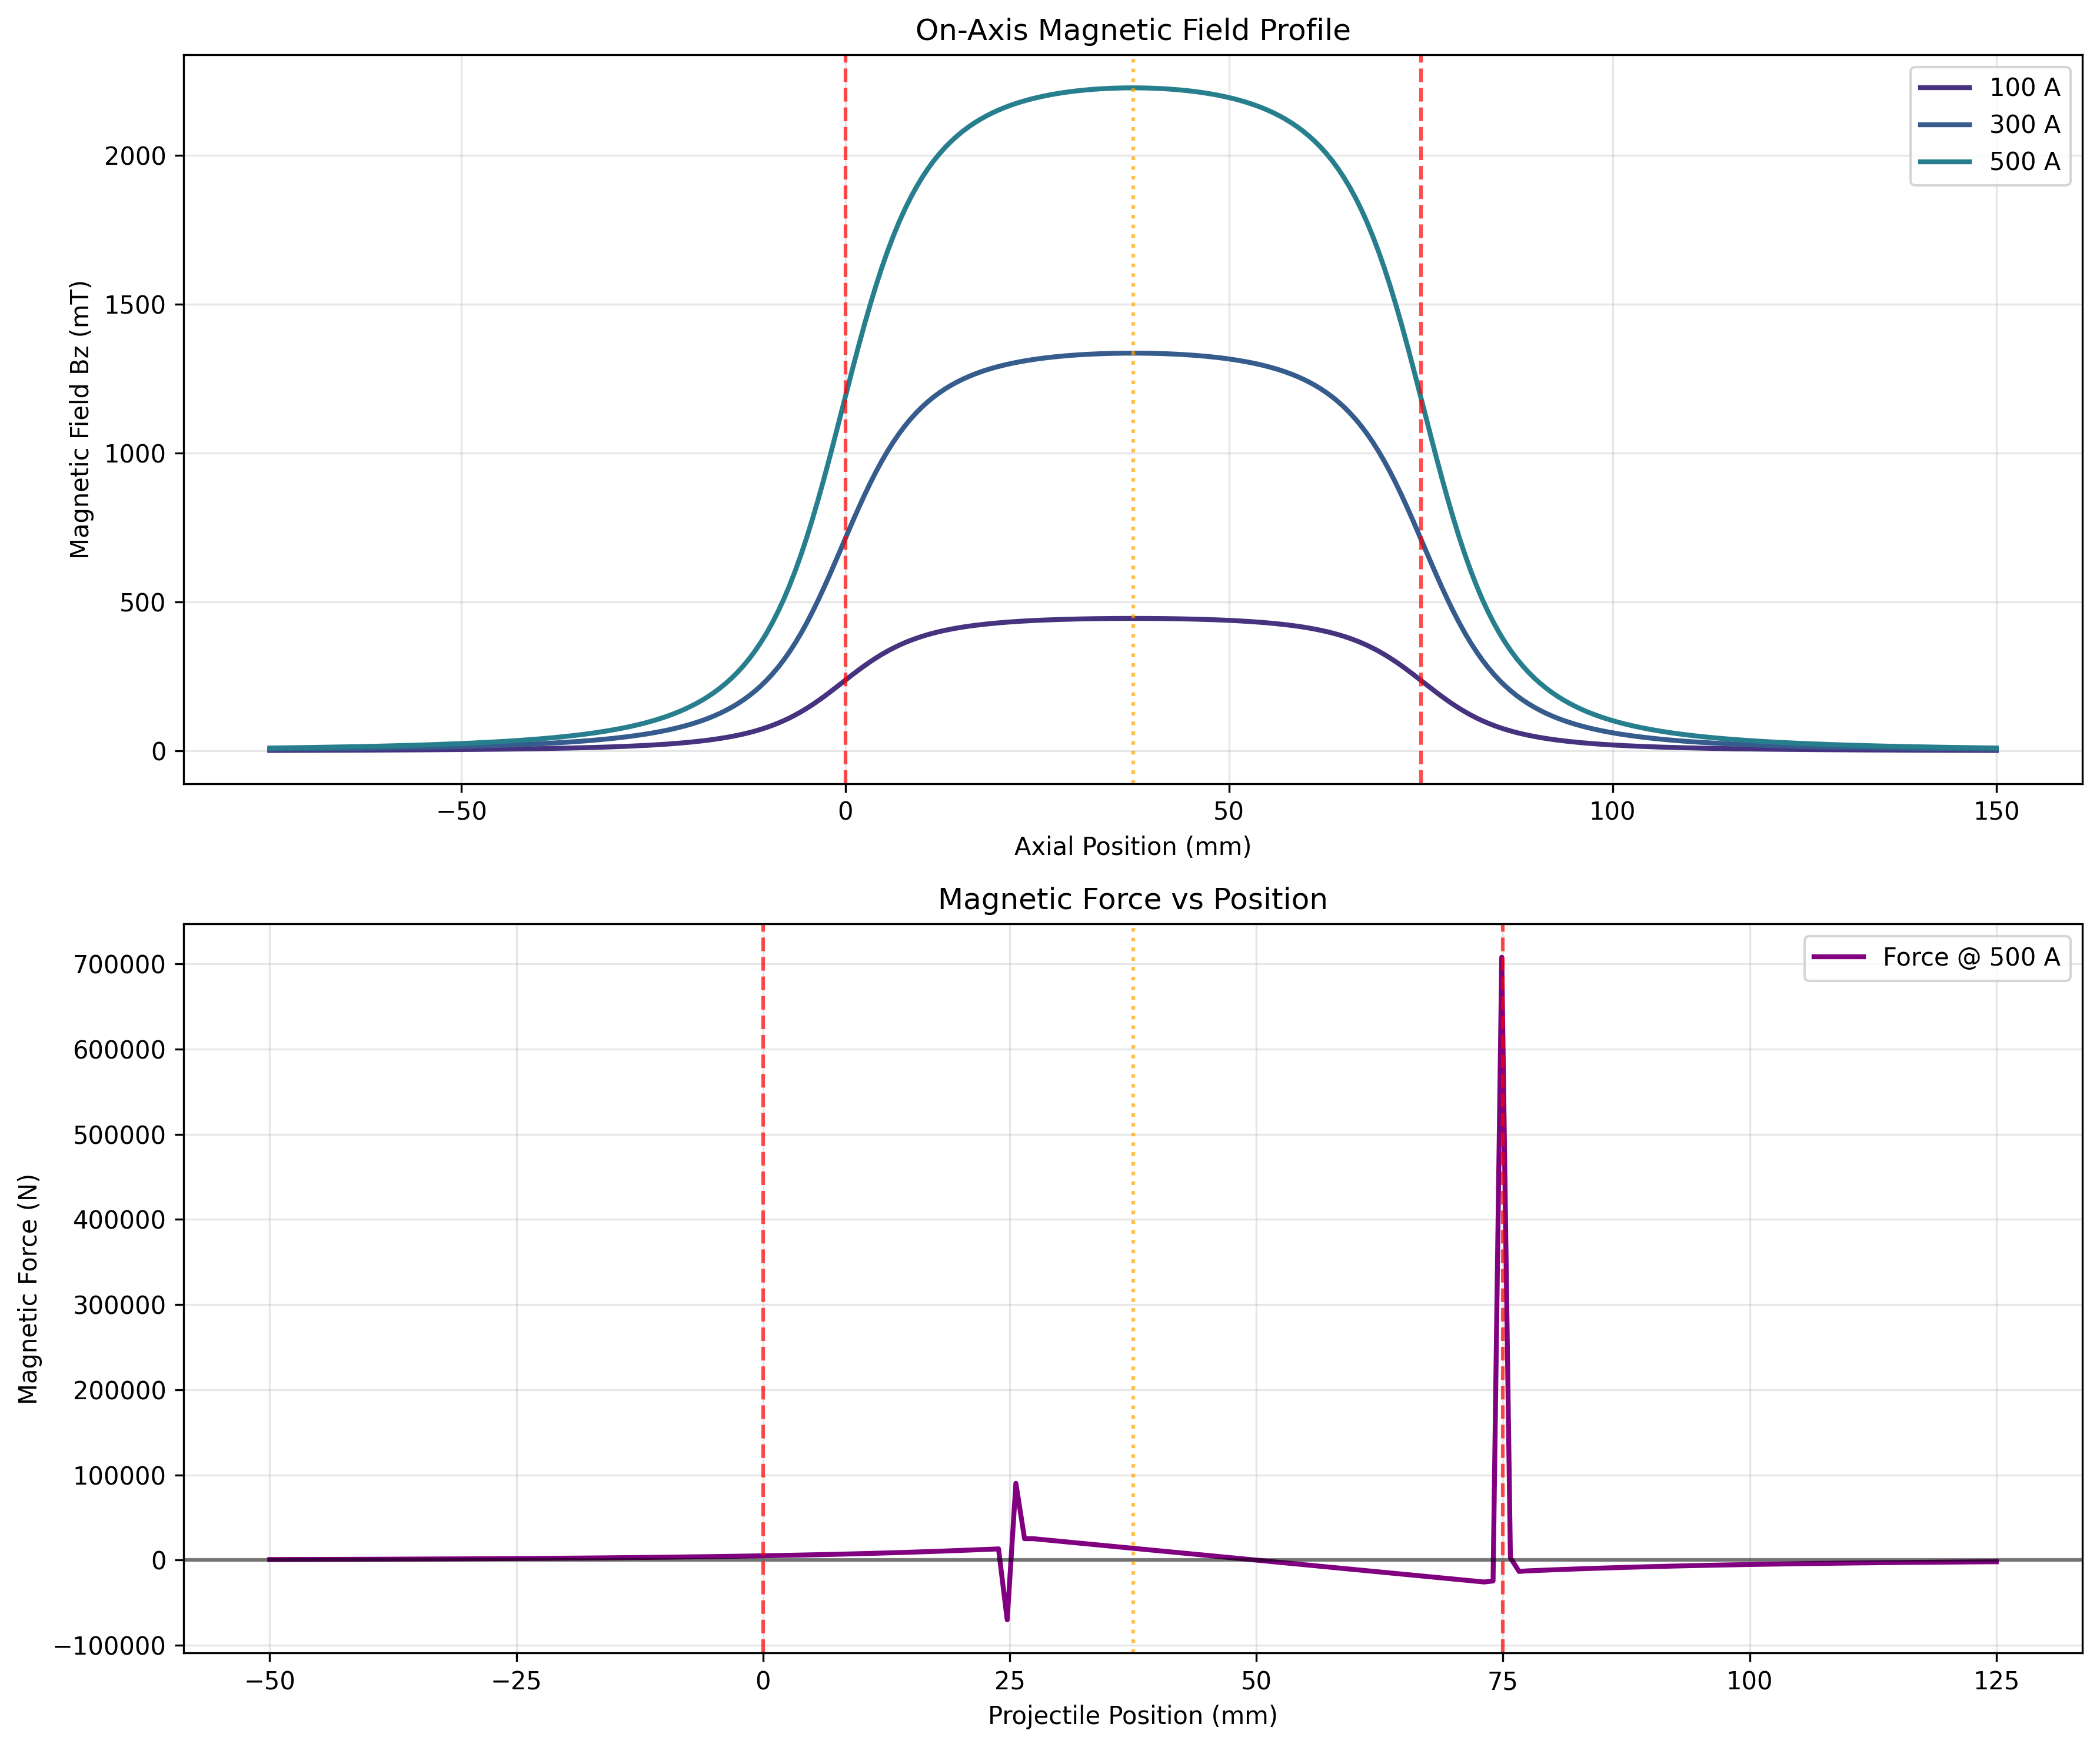 On-Axis Magnetic Field Profile
100 A
300 A
500 A
Magnetic Field Bz (mT)
2000
1500
1000
500
0
−50
0
50
100
150
Axial Position (mm)
Magnetic Force vs Position
Force @ 500 A
Magnetic Force (N)
700000
600000
500000
400000
300000
200000
100000
0
−100000
−50
−25
0
25
50
75
100
125
Projectile Position (mm)